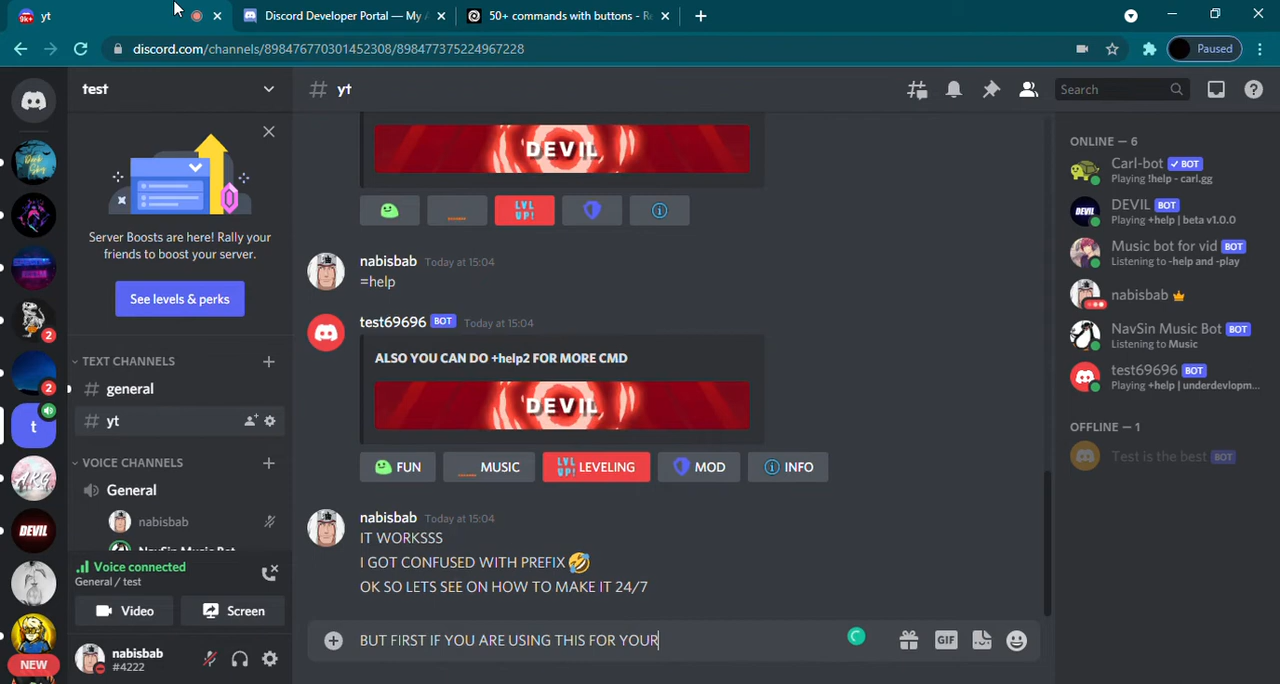 9k+ yt
Discord Developer Portal — My A
50+ commands with buttons - Re
discord.com/channels/898476770301452308/898477375224967228
Paused
test
# yt
Search
Server Boosts are here! Rally your
friends to boost your server.
See levels & perks
TEXT CHANNELS
# general
# yt
VOICE CHANNELS
General
nabisbab
NavSin Music Bot
Voice connected
General / test
Video
Screen
nabisbab
#4222
2
2
t
DEVIL
NEW
DEVIL
LVL UP!
nabisbab Today at 15:04
=help
test69696 BOT Today at 15:04
ALSO YOU CAN DO +help2 FOR MORE CMD
DEVIL
FUN
MUSIC
LVL UP! LEVELING
MOD
INFO
nabisbab Today at 15:04
IT WORKSSS
I GOT CONFUSED WITH PREFIX 🤣
OK SO LETS SEE ON HOW TO MAKE IT 24/7
BUT FIRST IF YOU ARE USING THIS FOR YOUR
GIF
ONLINE — 6
Carl-bot ✓ BOT
Playing !help - carl.gg
DEVIL
DEVIL BOT
Playing +help | beta v1.0.0
Music bot for vid BOT
Listening to -help and -play
nabisbab
NavSin Music Bot BOT
Listening to Music
test69696 BOT
Playing +help | underdevlopm...
OFFLINE — 1
Test is the best BOT